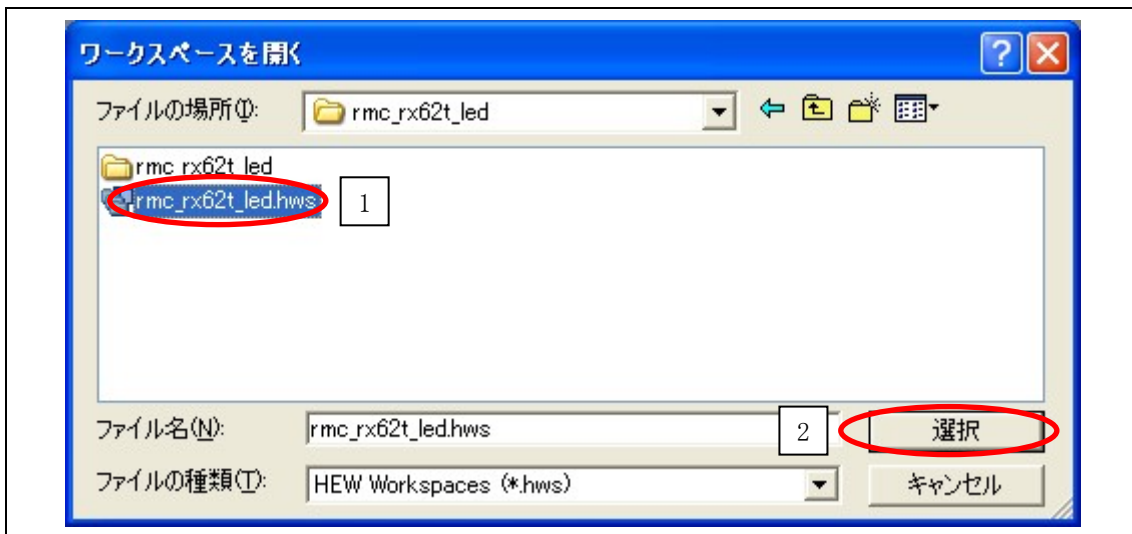 ワークスペースを開く
ファイルの場所(I): rmc_rx62t_led
rmc_rx62t_led
rmc_rx62t_led.hws 1
ファイル名(N): rmc_rx62t_led.hws 2 選択
ファイルの種類(T): HEW Workspaces (*.hws) キャンセル